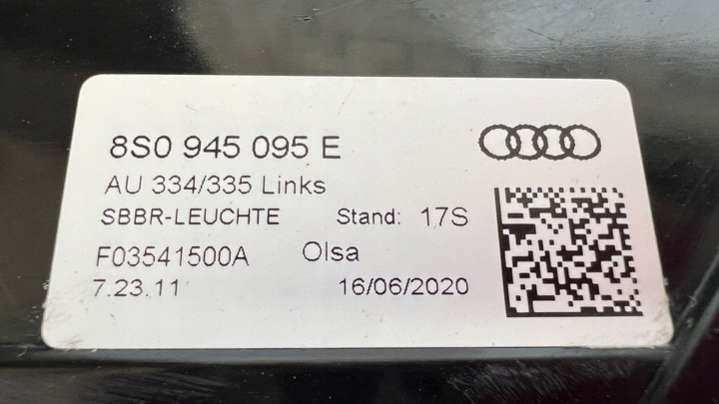 8S0 945 095 E
AU 334/335 Links
SBBR-LEUCHTE Stand: 17S
F03541500A Olsa
7.23.11 16/06/2020